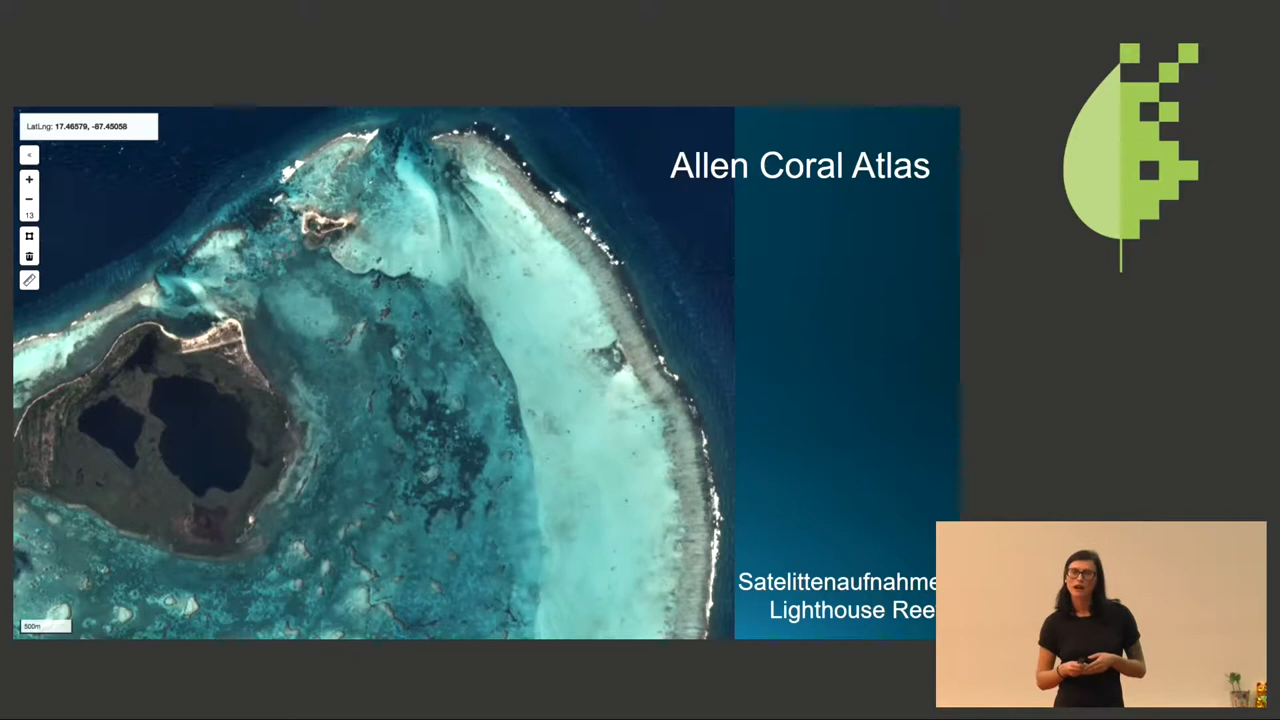 LatLng: 17.46579, -87.45058
Allen Coral Atlas
«
+
−
13
Satelittenaufnahme
Lighthouse Ree
500m